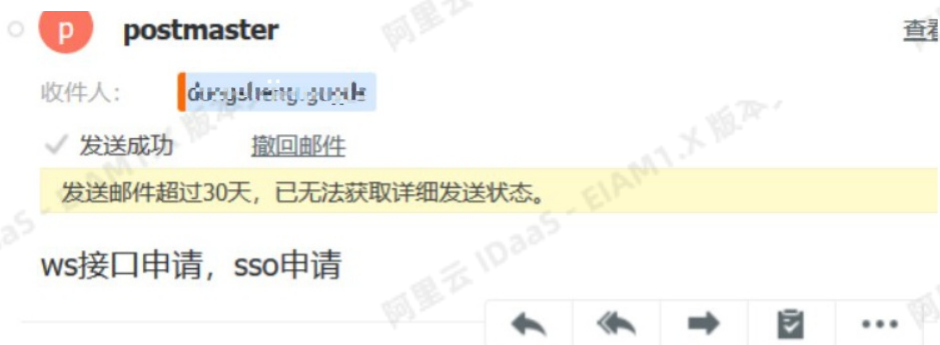 p postmaster 查看
收件人：
发送成功 撤回邮件
发送邮件超过30天，已无法获取详细发送状态。
ws接口申请，sso申请
阿里云 IDaaS - EIAM1.X 版本